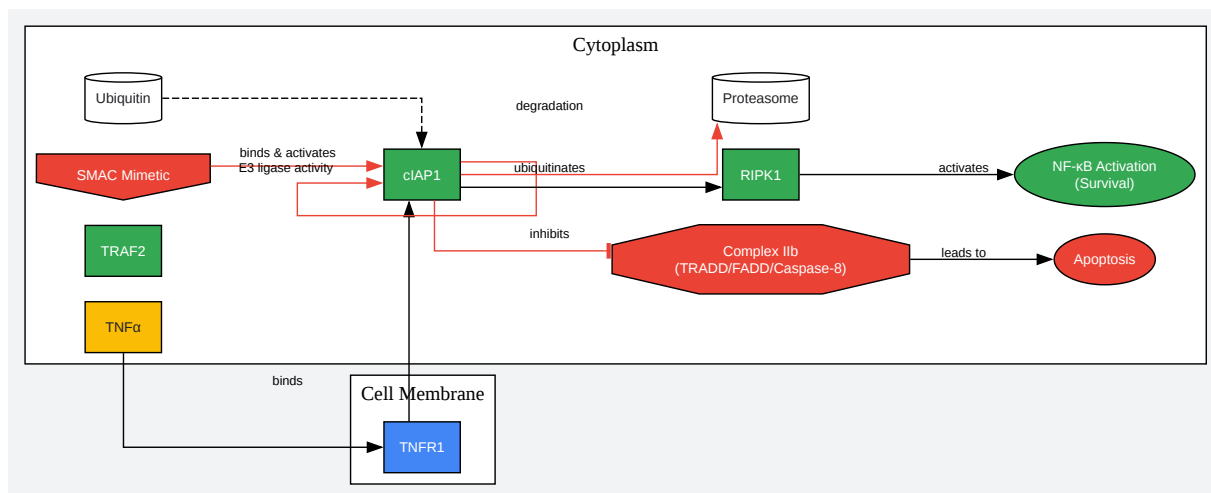 Cytoplasm
Ubiquitin
degradation
Proteasome
SMAC Mimetic
binds & activates
E3 ligase activity
cIAP1
ubiquitinates
RIPK1
activates
NF-κB Activation
(Survival)
TRAF2
inhibits
Complex IIb
(TRADD/FADD/Caspase-8)
leads to
Apoptosis
TNFα
binds
Cell Membrane
TNFR1